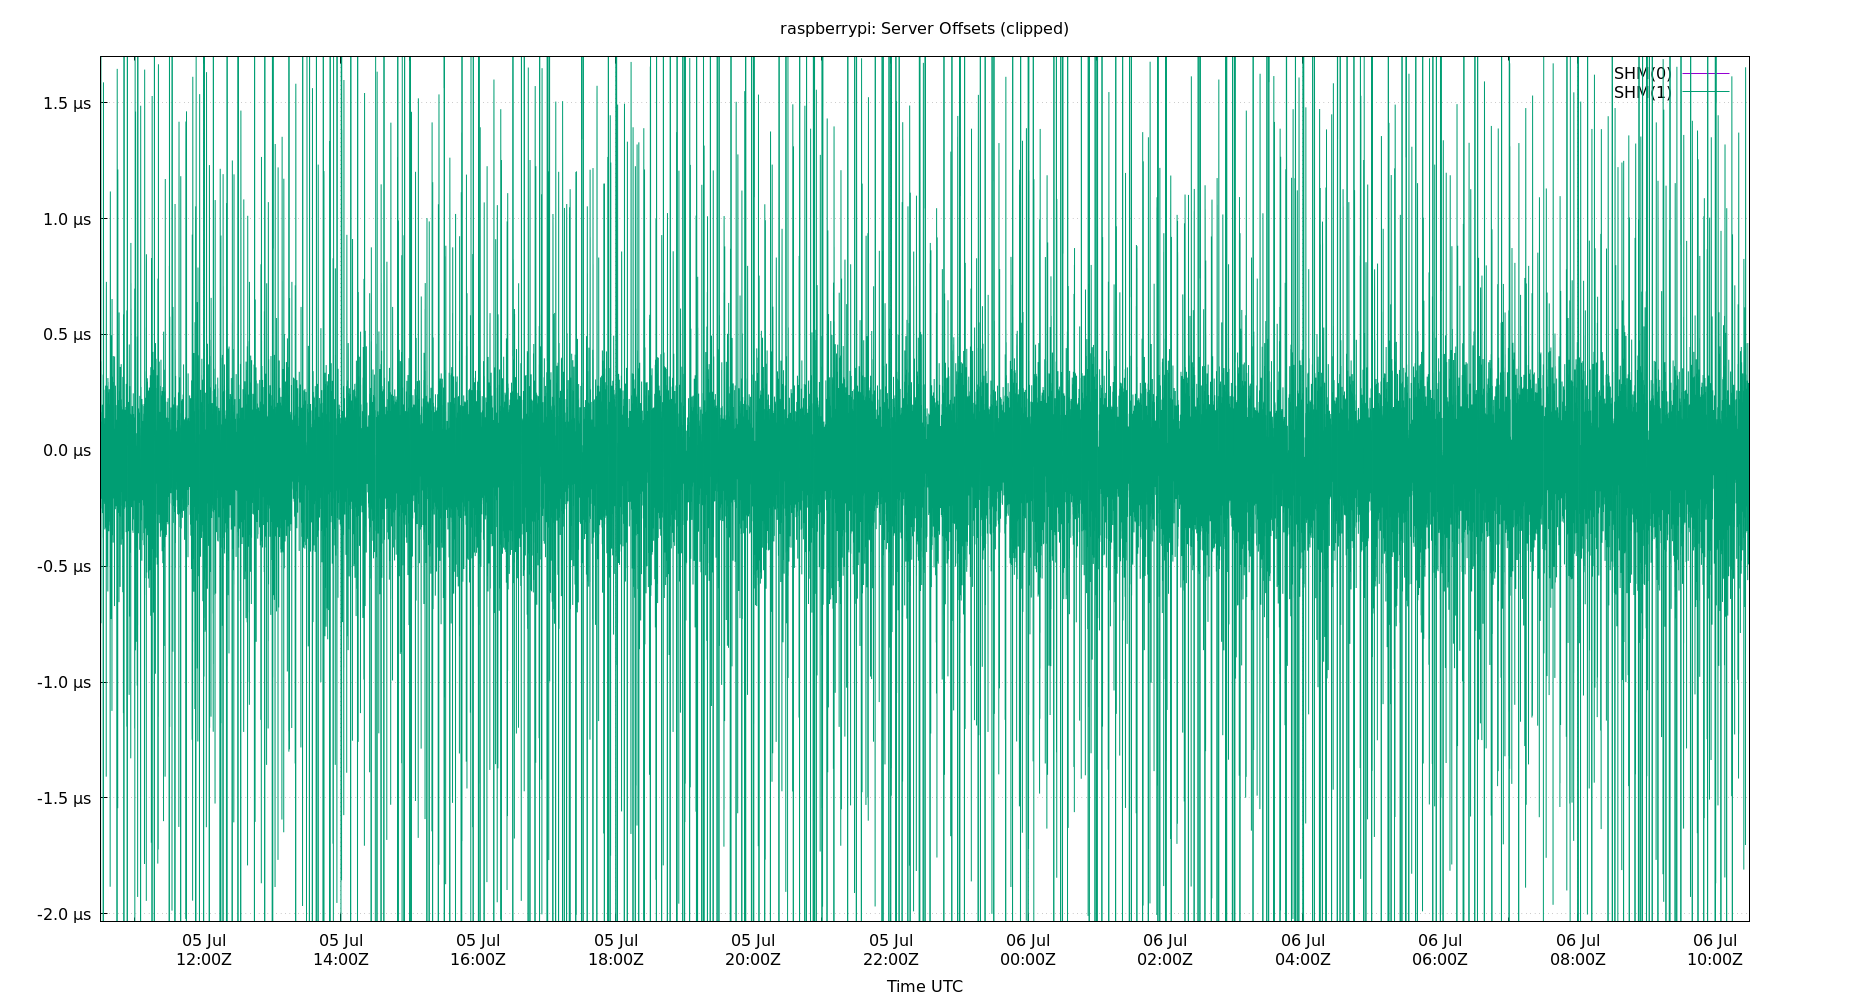 raspberrypi: Server Offsets (clipped)
SHM(0)
SHM(1)
1.5 µs
1.0 µs
0.5 µs
0.0 µs
-0.5 µs
-1.0 µs
-1.5 µs
-2.0 µs
05 Jul 05 Jul 05 Jul 05 Jul 05 Jul 05 Jul 06 Jul 06 Jul 06 Jul 06 Jul 06 Jul 06 Jul
12:00Z 14:00Z 16:00Z 18:00Z 20:00Z 22:00Z 00:00Z 02:00Z 04:00Z 06:00Z 08:00Z 10:00Z
Time UTC